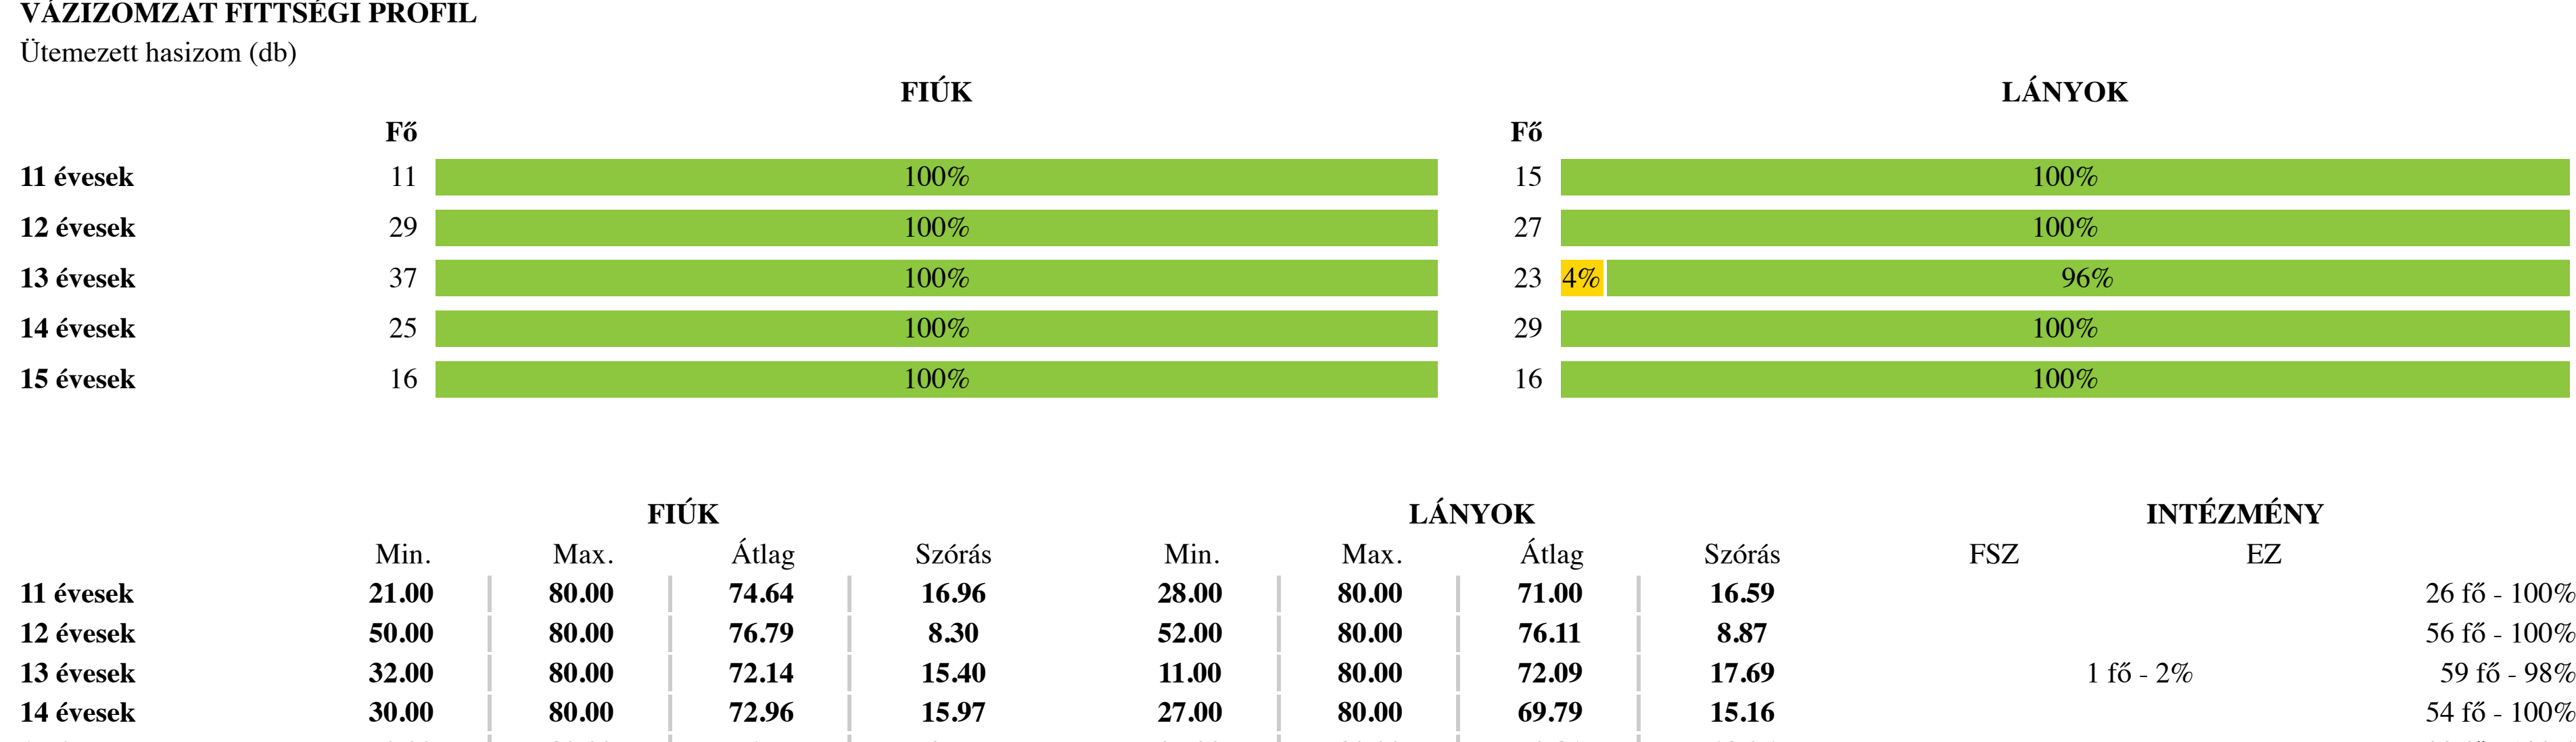 VÁZIZOMZAT FITTSÉGI PROFIL
Ütemezett hasizom (db)
FIÚK LÁNYOK
Fő Fő
11 évesek 11 100% 15 100%
12 évesek 29 100% 27 100%
13 évesek 37 100% 23 4% 96%
14 évesek 25 100% 29 100%
15 évesek 16 100% 16 100%
FIÚK LÁNYOK INTÉZMÉNY
Min. Max. Átlag Szórás Min. Max. Átlag Szórás FSZ EZ
11 évesek 21.00 80.00 74.64 16.96 28.00 80.00 71.00 16.59 26 fő - 100%
12 évesek 50.00 80.00 76.79 8.30 52.00 80.00 76.11 8.87 56 fő - 100%
13 évesek 32.00 80.00 72.14 15.40 11.00 80.00 72.09 17.69 1 fő - 2% 59 fő - 98%
14 évesek 30.00 80.00 72.96 15.97 27.00 80.00 69.79 15.16 54 fő - 100%